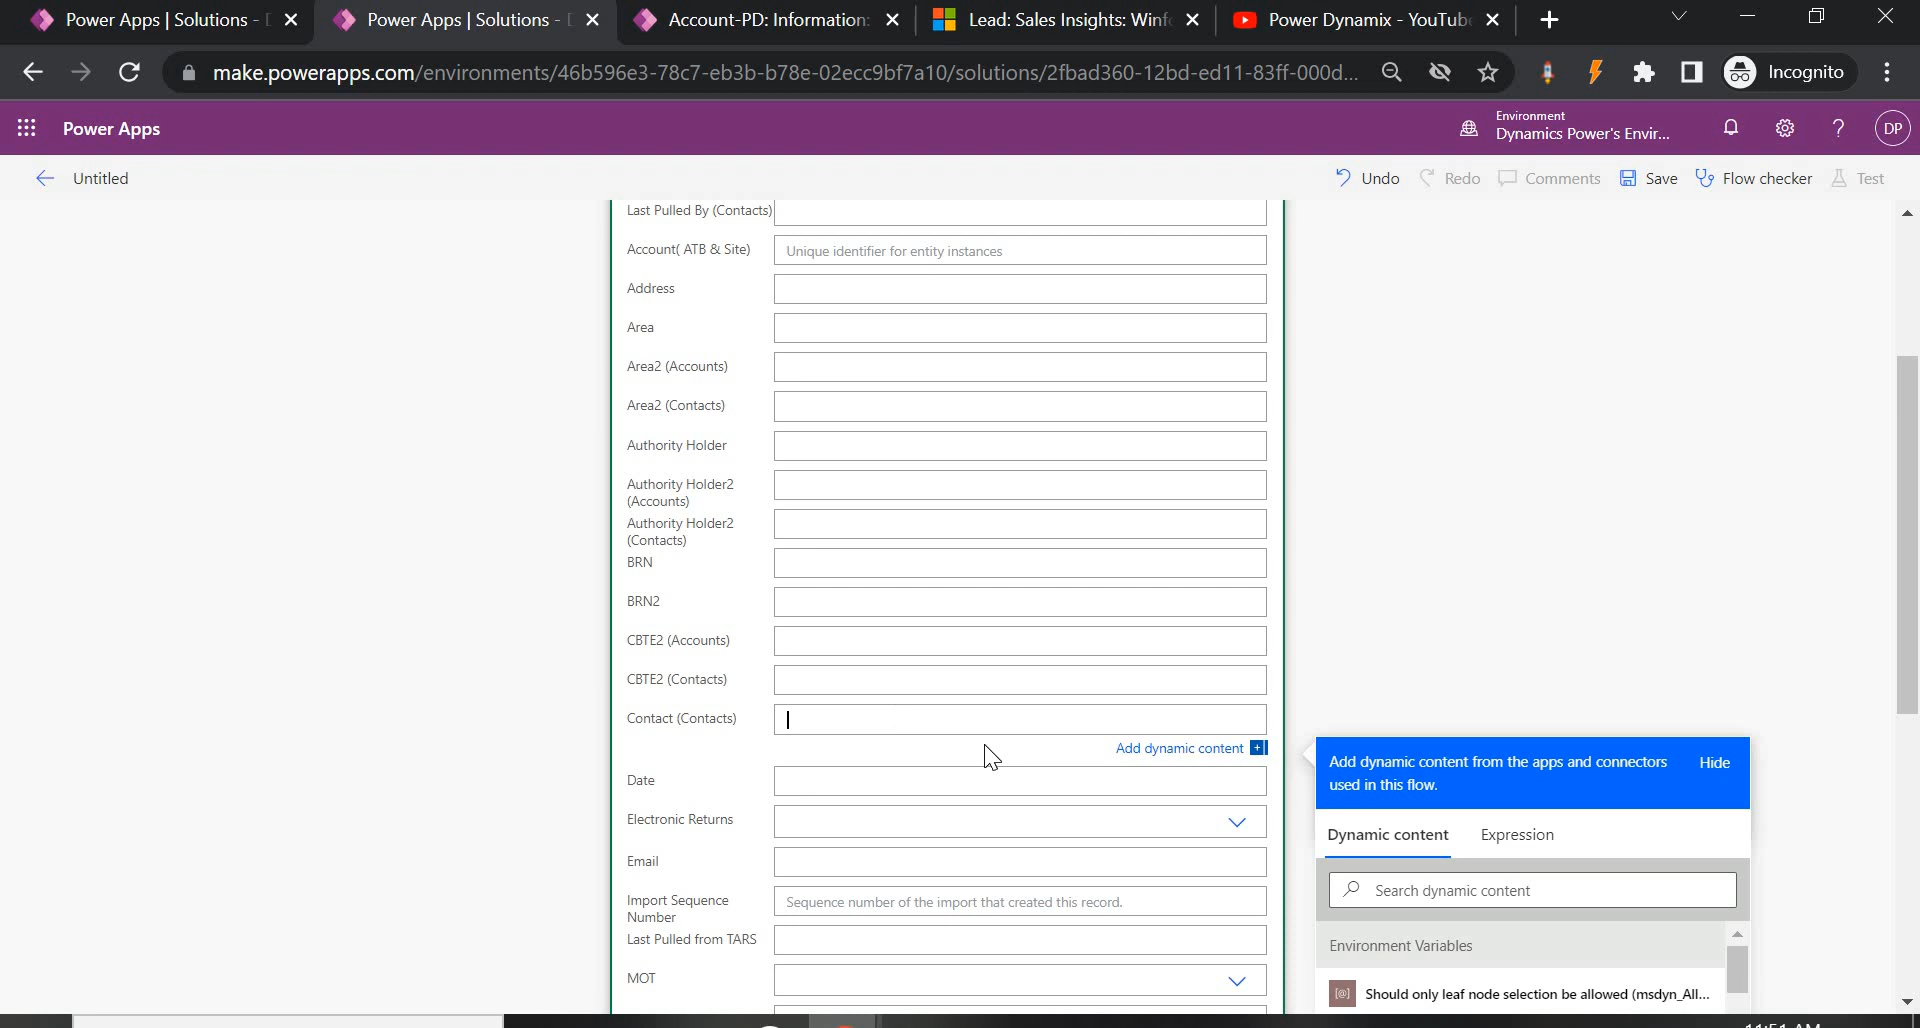 Power Apps | Solutions - 
Power Apps | Solutions - 
Account-PD: Information:
Lead: Sales Insights: Winf
Power Dynamix - YouTub
make.powerapps.com/environments/46b596e3-78c7-eb3b-b78e-02ecc9bf7a10/solutions/2fbad360-12bd-ed11-83ff-000d...
Incognito
Power Apps
Environment
Dynamics Power's Envir...
?
DP
Untitled
Undo
Redo
Comments
Save
Flow checker
Test
Last Pulled By (Contacts)
Account( ATB & Site)
Unique identifier for entity instances
Address
Area
Area2 (Accounts)
Area2 (Contacts)
Authority Holder
Authority Holder2
(Accounts)
Authority Holder2
(Contacts)
BRN
BRN2
CBTE2 (Accounts)
CBTE2 (Contacts)
Contact (Contacts)
Add dynamic content
Date
Electronic Returns
Email
Import Sequence
Number
Sequence number of the import that created this record.
Last Pulled from TARS
MOT
Add dynamic content from the apps and connectors
used in this flow.
Hide
Dynamic content
Expression
Search dynamic content
Environment Variables
Should only leaf node selection be allowed (msdyn_All...
11:51 AM